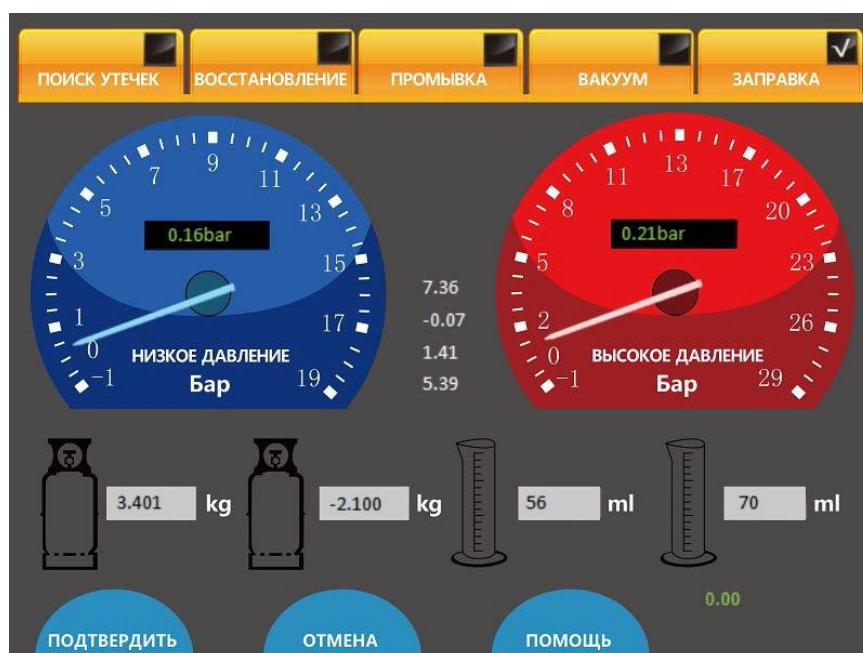 ПОИСК УТЕЧЕК
ВОССТАНОВЛЕНИЕ
ПРОМЫВКА
ВАКУУМ
ЗАПРАВКА
-1
0
1
3
5
7
9
11
13
15
17
19
0.16bar
НИЗКОЕ ДАВЛЕНИЕ
Бар
7.36
-0.07
1.41
5.39
-1
0
2
5
8
11
13
17
20
23
26
29
0.21bar
ВЫСОКОЕ ДАВЛЕНИЕ
Бар
3.401 kg
-2.100 kg
56 ml
70 ml
0.00
ПОДТВЕРДИТЬ
ОТМЕНА
ПОМОЩЬ